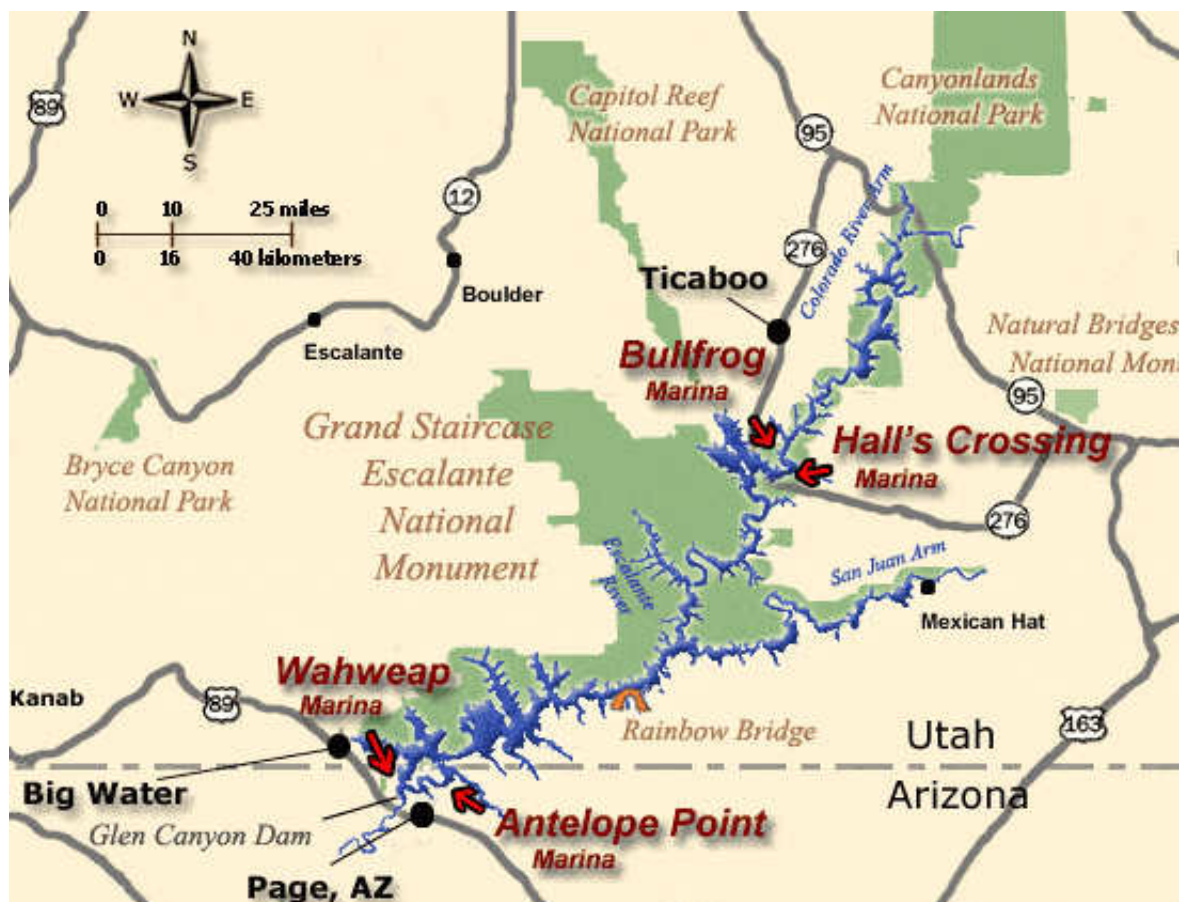 N
W E
S
89
0 10 25 miles
0 16 40 kilometers
12
Boulder
Escalante
Capitol Reef
National Park
Canyonlands
National Park
95
276
Colorado River Arm
Ticaboo
Bullfrog
Marina
Hall's Crossing
Marina
Natural Bridges
National Mon
95
276
Bryce Canyon
National Park
Grand Staircase
Escalante
National
Monument
Escalante
River
San Juan Arm
Mexican Hat
Wahweap
Marina
Kanab
89
Rainbow Bridge
Utah
163
Arizona
Big Water
Glen Canyon Dam
Antelope Point
Marina
Page, AZ